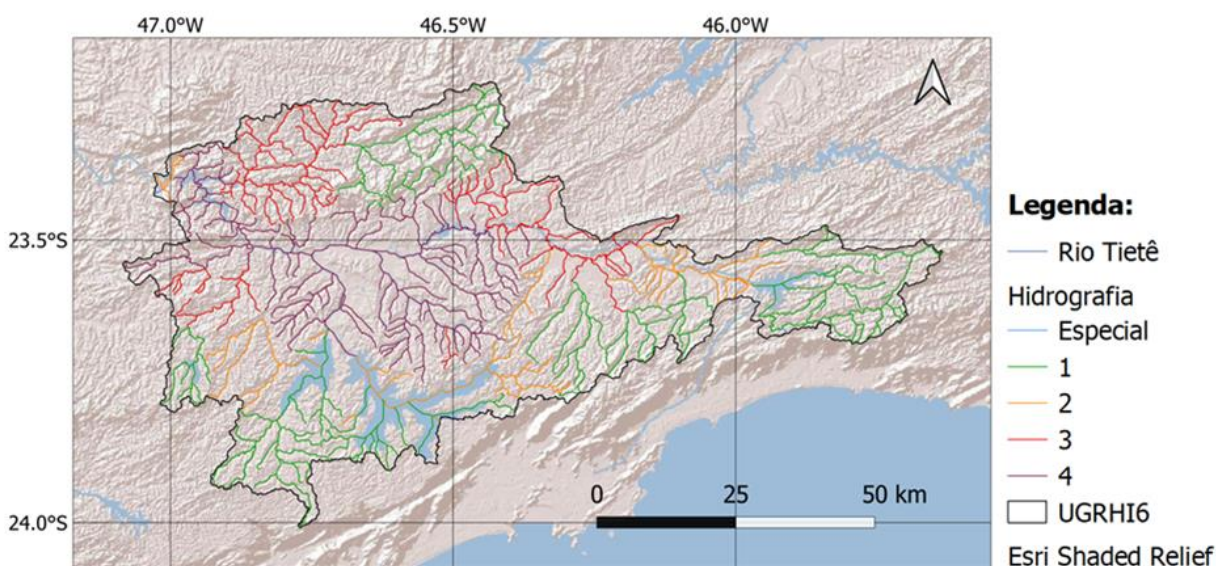 47.0°W 46.5°W 46.0°W
23.5°S
24.0°S
0 25 50 km
Legenda:
Rio Tietê
Hidrografia
Especial
1
2
3
4
UGRHI6
Esri Shaded Relief